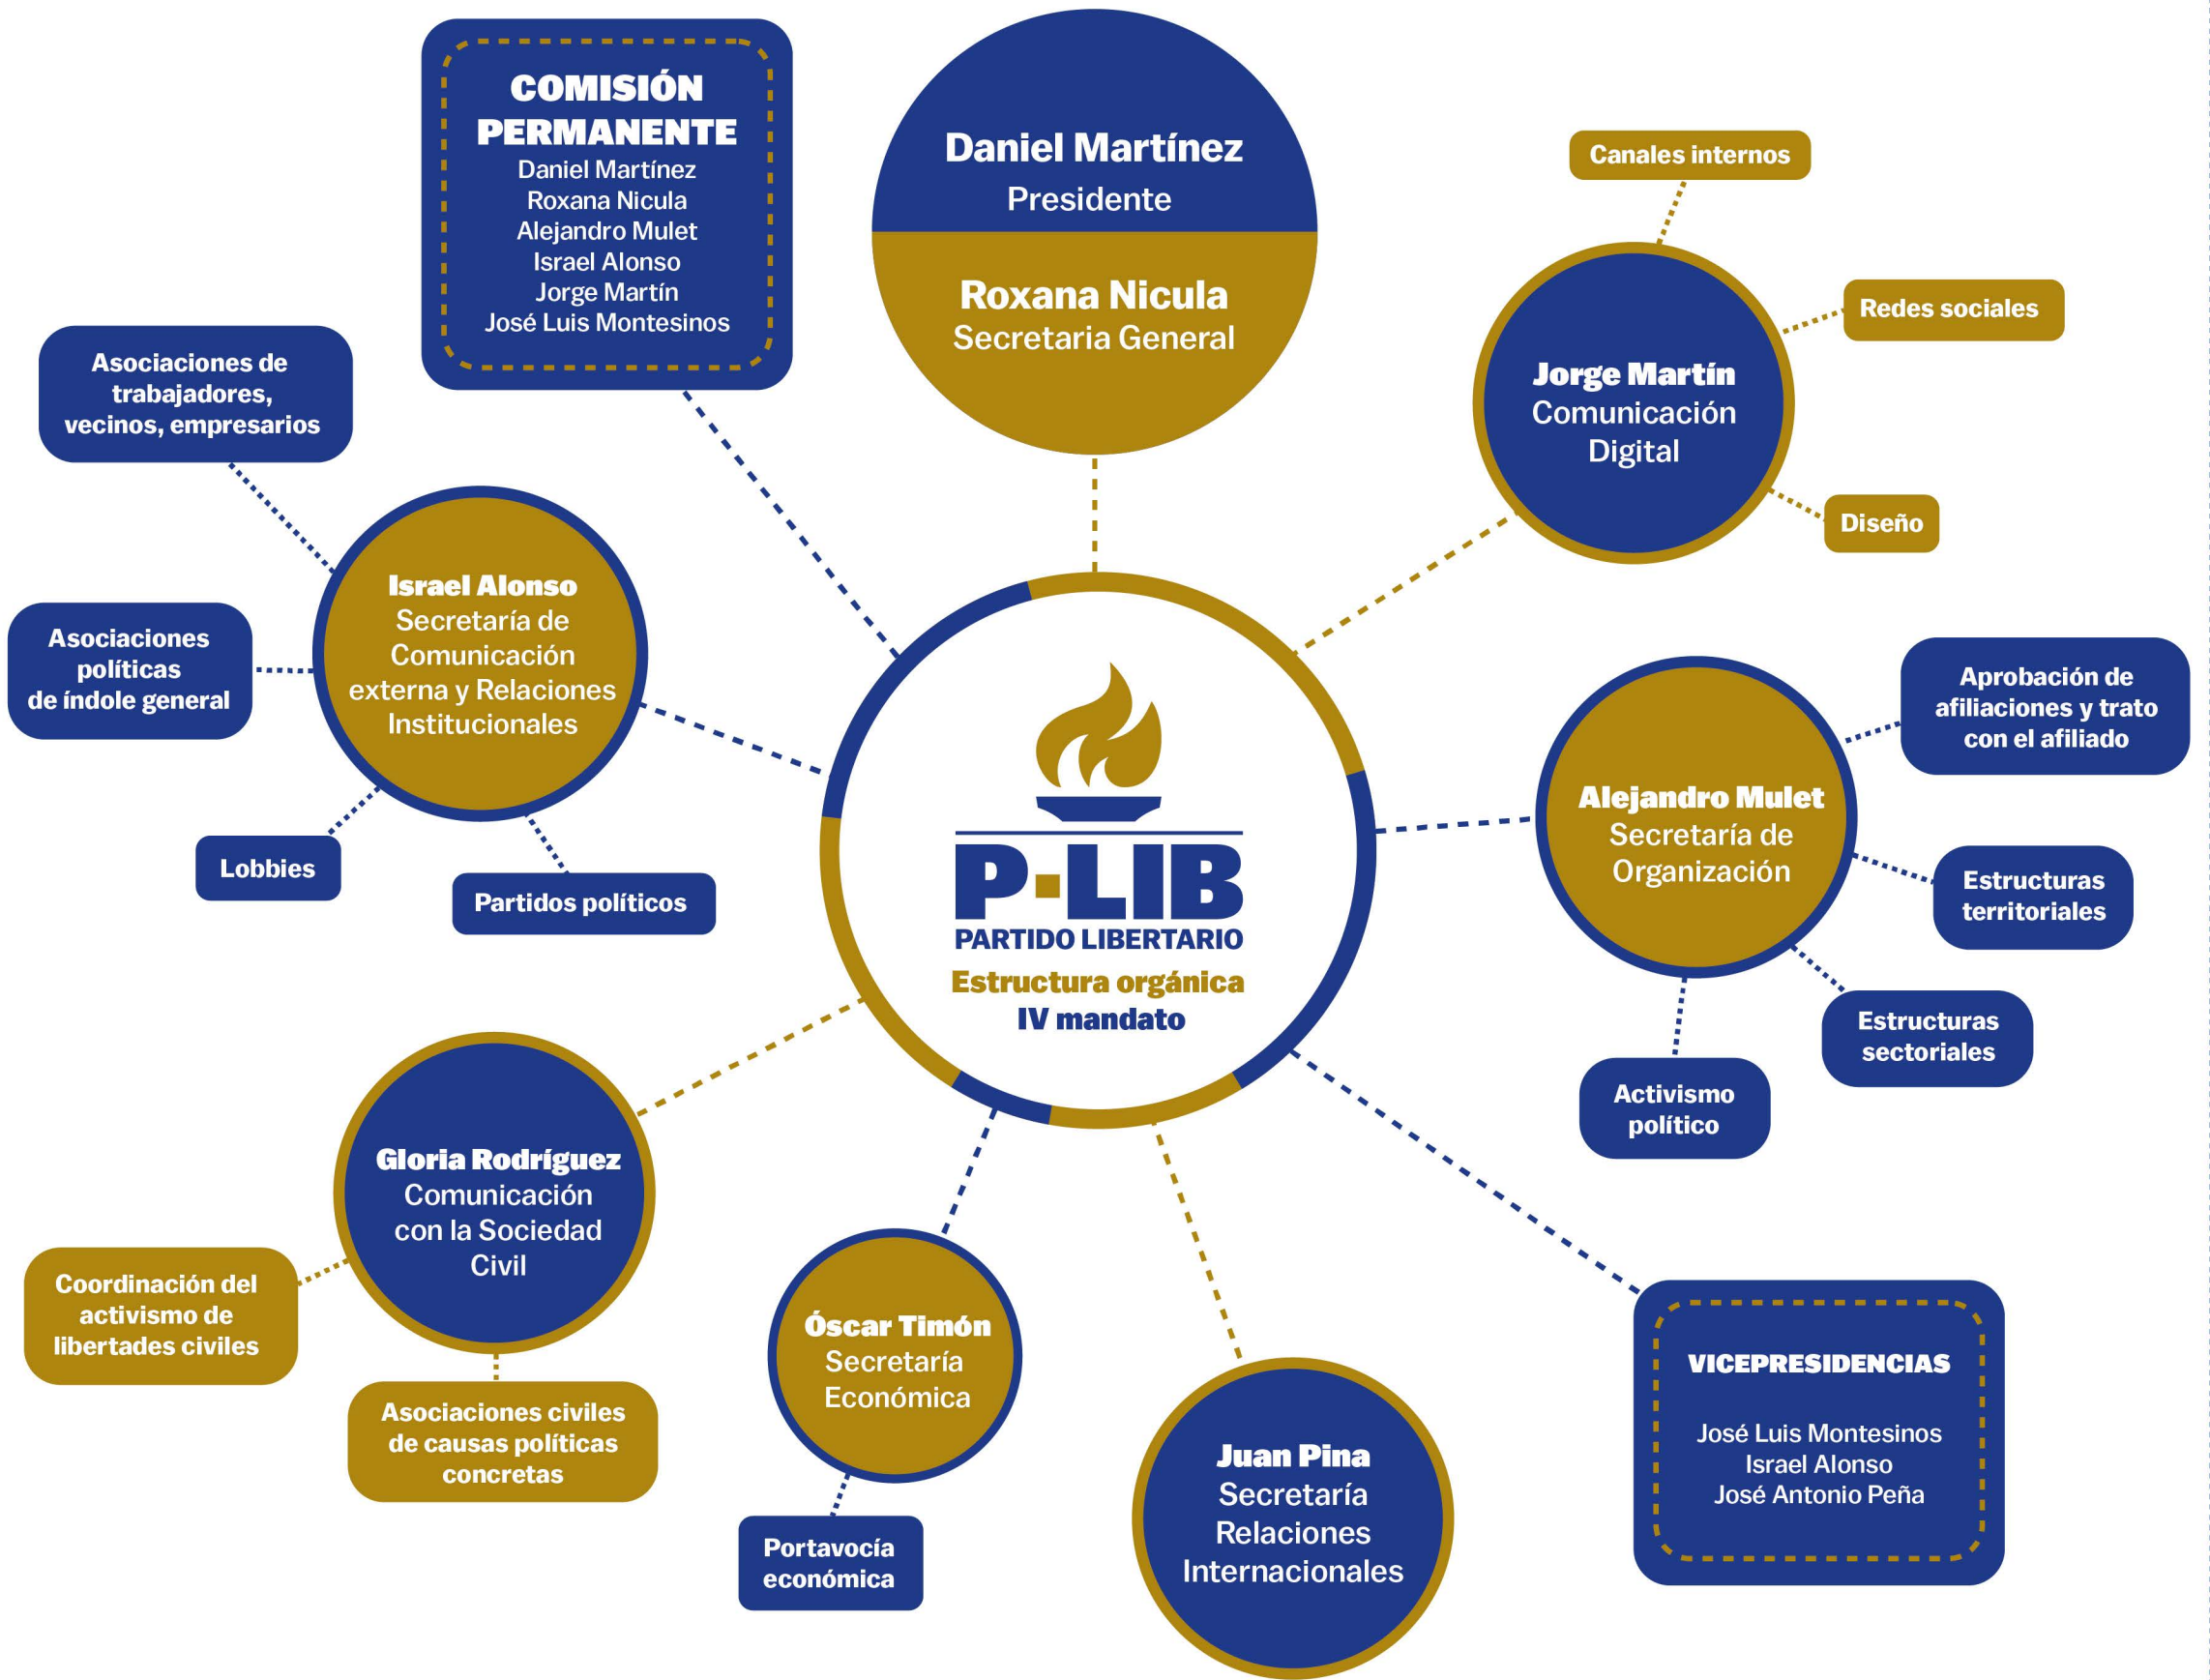 COMISIÓN
PERMANENTE
Daniel Martínez
Roxana Nicula
Alejandro Mulet
Israel Alonso
Jorge Martín
José Luis Montesinos
Daniel Martínez
Presidente
Roxana Nicula
Secretaria General
Canales internos
Redes sociales
Jorge Martín
Comunicación
Digital
Diseño
Asociaciones de
trabajadores,
vecinos, empresarios
Israel Alonso
Secretaría de
Comunicación
externa y Relaciones
Institucionales
Asociaciones
políticas
de índole general
Lobbies
Partidos políticos
P·LIB
PARTIDO LIBERTARIO
Estructura orgánica
IV mandato
Aprobación de
afiliaciones y trato
con el afiliado
Alejandro Mulet
Secretaría de
Organización
Estructuras
territoriales
Estructuras
sectoriales
Activismo
político
Gloria Rodríguez
Comunicación
con la Sociedad
Civil
Coordinación del
activismo de
libertades civiles
Asociaciones civiles
de causas políticas
concretas
Óscar Timón
Secretaría
Económica
Portavocía
económica
Juan Pina
Secretaría
Relaciones
Internacionales
VICEPRESIDENCIAS
José Luis Montesinos
Israel Alonso
José Antonio Peña